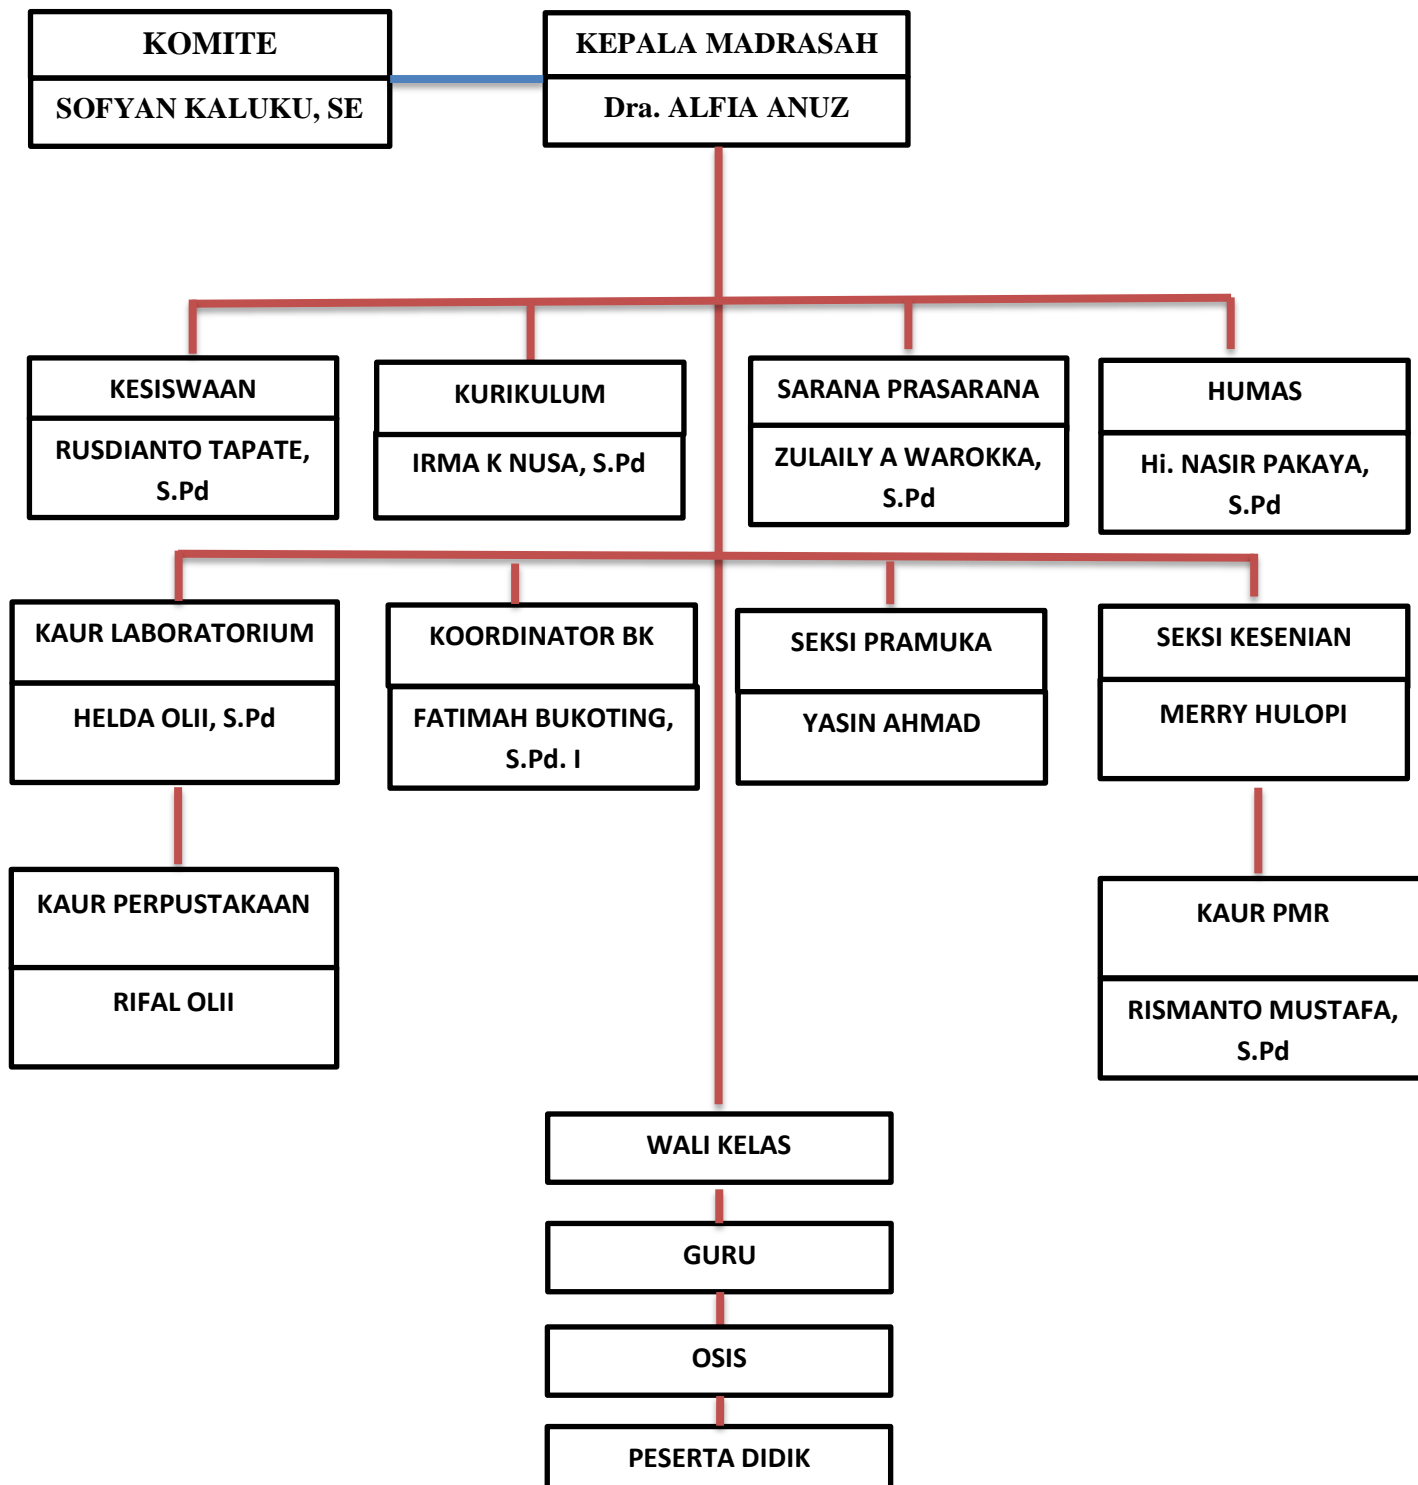 KOMITE
SOFYAN KALUKU, SE
KEPALA MADRASAH
Dra. ALFIA ANUZ
KESISWAAN
RUSDIANTO TAPATE,
S.Pd
KURIKULUM
IRMA K NUSA, S.Pd
SARANA PRASARANA
ZULAILY A WAROKKA,
S.Pd
HUMAS
Hi. NASIR PAKAYA,
S.Pd
KAUR LABORATORIUM
HELDA OLII, S.Pd
KOORDINATOR BK
FATIMAH BUKOTING,
S.Pd. I
SEKSI PRAMUKA
YASIN AHMAD
SEKSI KESENIAN
MERRY HULOPI
KAUR PERPUSTAKAAN
RIFAL OLII
KAUR PMR
RISMANTO MUSTAFA,
S.Pd
WALI KELAS
GURU
OSIS
PESERTA DIDIK